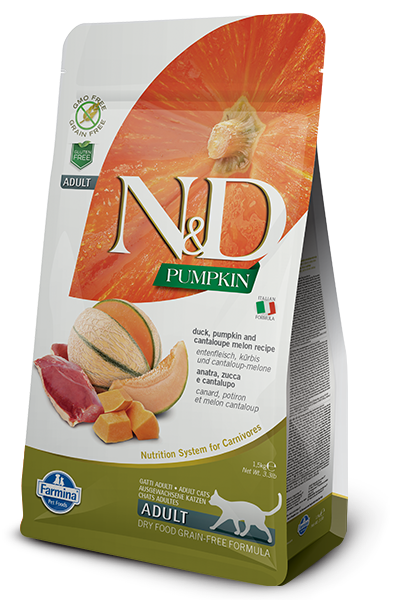 GMO FREE
GRAIN FREE
GLUTEN
FREE
ADULT
N&D
PUMPKIN
ITALIAN
FORMULA
duck, pumpkin and
cantaloupe melon recipe
entenfleisch, kürbis
und cantaloup-melone
anatra, zucca
e cantalupo
canard, potiron
et melon cantaloup
Nutrition System for Carnivores
1.5kg℮
Net Wt. 3.3lb
Farmina
Pet Foods
GATTI ADULTI • ADULT CATS
AUSGEWACHSENE KATZEN
CHATS ADULTES
ADULT
DRY FOOD GRAIN-FREE FORMULA